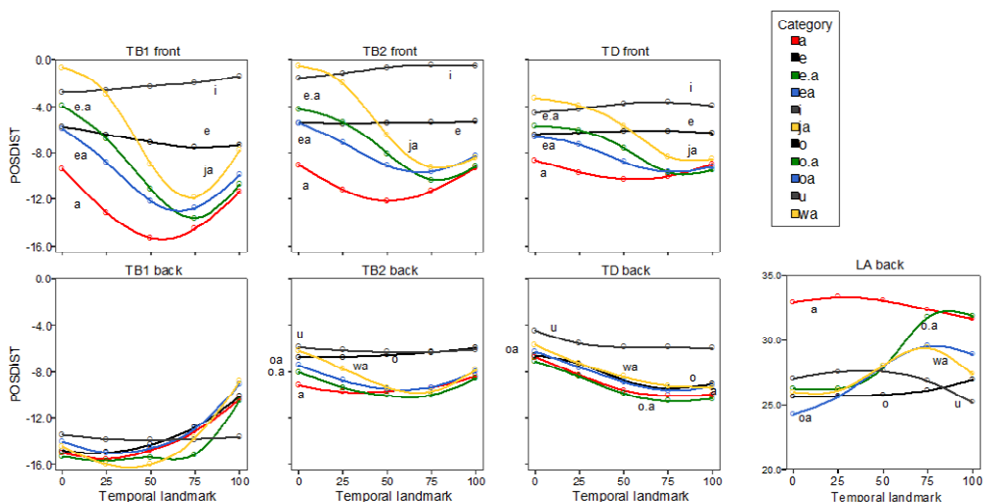 TB1 front
TB2 front
TD front
Category
a
e
e.a
ea
i
ja
o
o.a
oa
u
wa
POSDIST
0.0
-4.0
-8.0
-12.0
-16.0
e.a
i
e
ea
ja
a
e.a
i
e
ea
ja
a
i
e.a
e
ea
ja
a
TB1 back
TB2 back
TD back
LA back
POSDIST
0.0
-4.0
-8.0
-12.0
-16.0
u
oa
o
o.a
wa
a
u
oa
wa
o
a
o.a
35.0
30.0
25.0
20.0
a
o.a
wa
o
u
oa
0 25 50 75 100
0 25 50 75 100
0 25 50 75 100
0 25 50 75 100
Temporal landmark
Temporal landmark
Temporal landmark
Temporal landmark